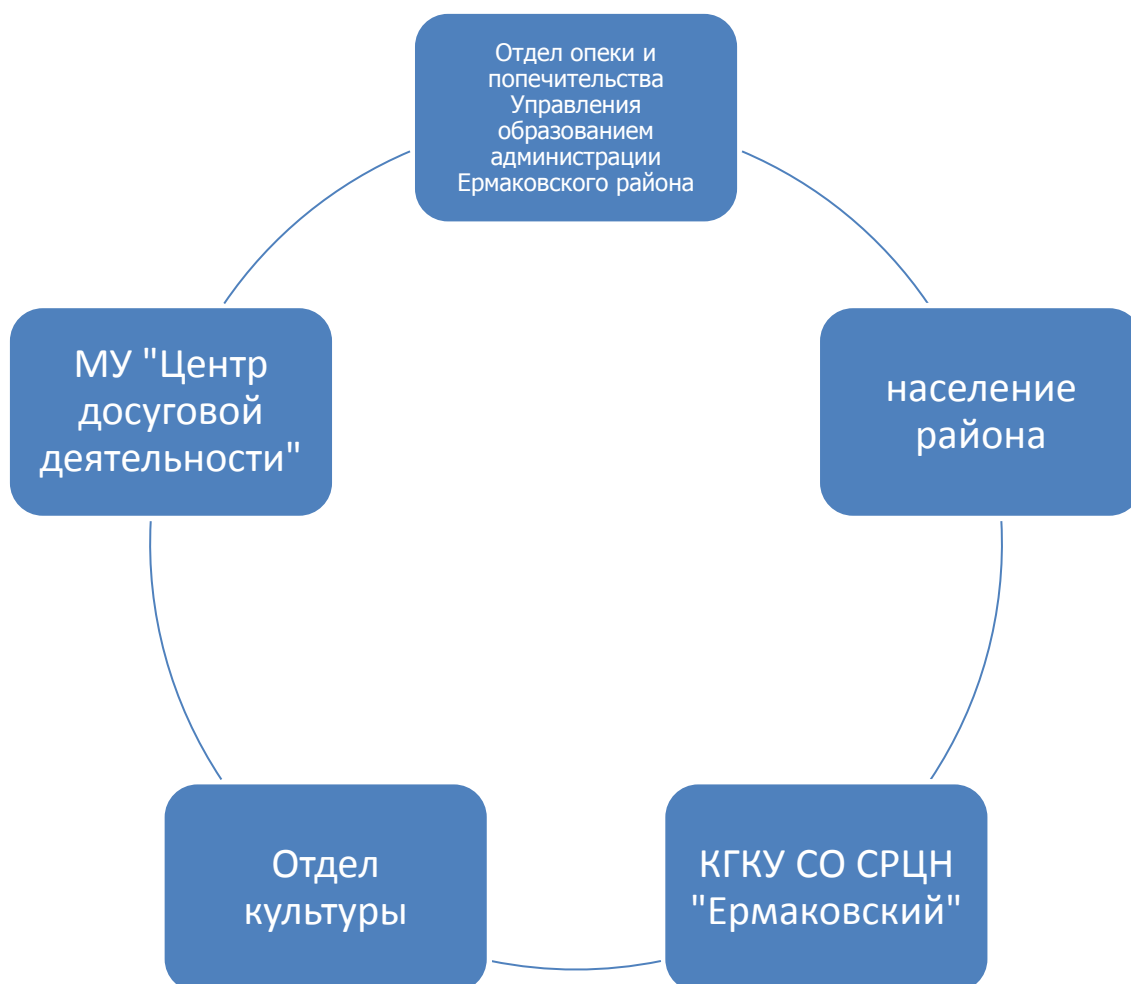 Отдел опеки и
попечительства
Управления
образованием
администрации
Ермаковского района
МУ "Центр
досуговой
деятельности"
население
района
Отдел
культуры
КГКУ СО СРЦН
"Ермаковский"